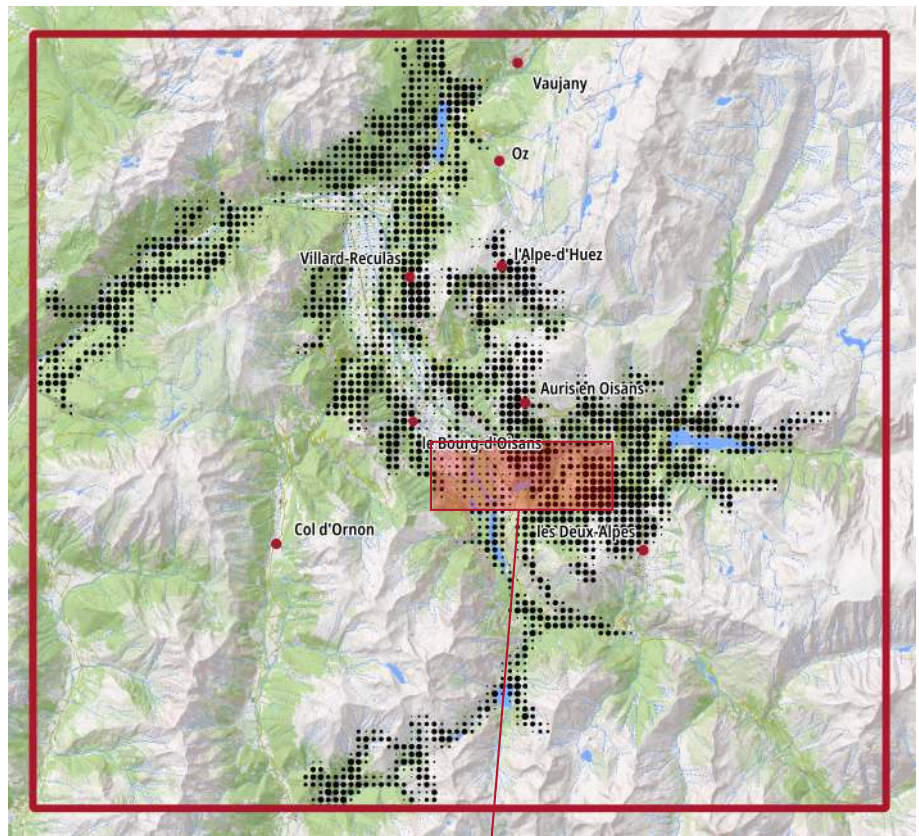 Vaujany
Oz
l'Alpe-d'Huez
Villard-Reculas
Auris en Oisans
le Bourg-d'Oisans
les Deux-Alpes
Col d'Ornon